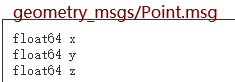 geometry_msgs/Point.msg
float64 x
float64 y
float64 z